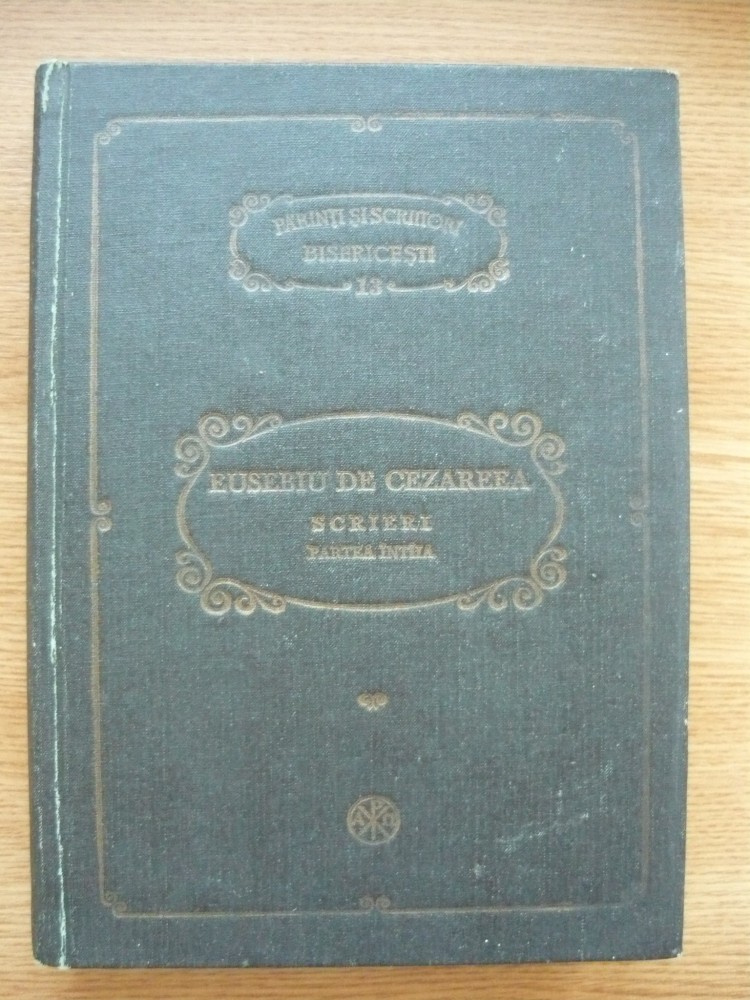 PĂRINȚI ȘI SCRIITORI
BISERICEȘTI
13
EUSEBIU DE CEZAREEA
SCRIERI
PARTEA ÎNTÎIA
A P Ω